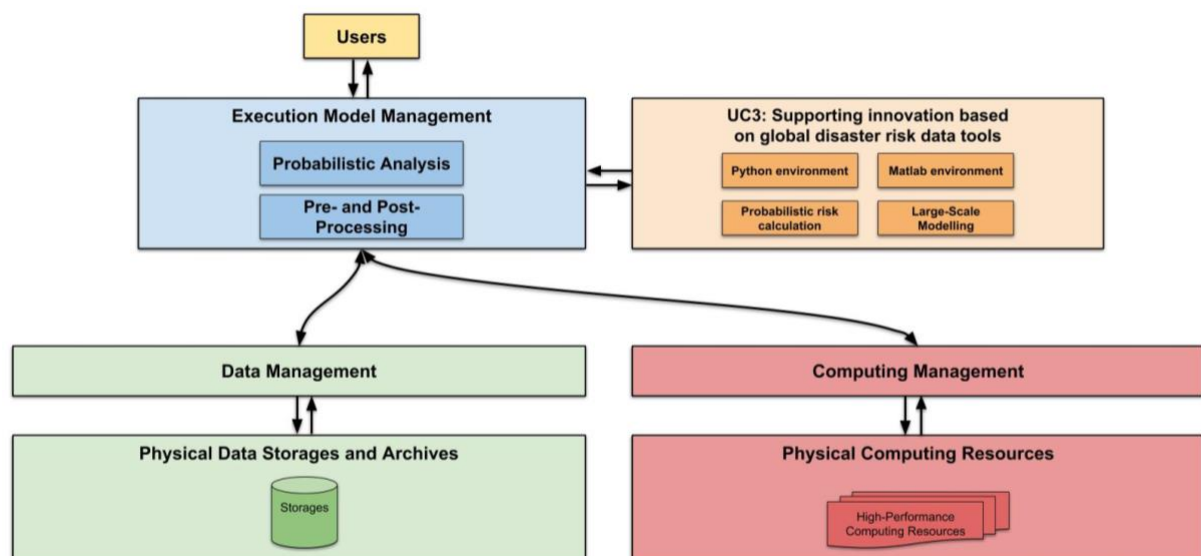 Users
Execution Model Management
Probabilistic Analysis
Pre- and Post-
Processing
UC3: Supporting innovation based
on global disaster risk data tools
Python environment
Matlab environment
Probabilistic risk
calculation
Large-Scale
Modelling
Data Management
Computing Management
Physical Data Storages and Archives
Storages
Physical Computing Resources
High-Performance
Computing Resources